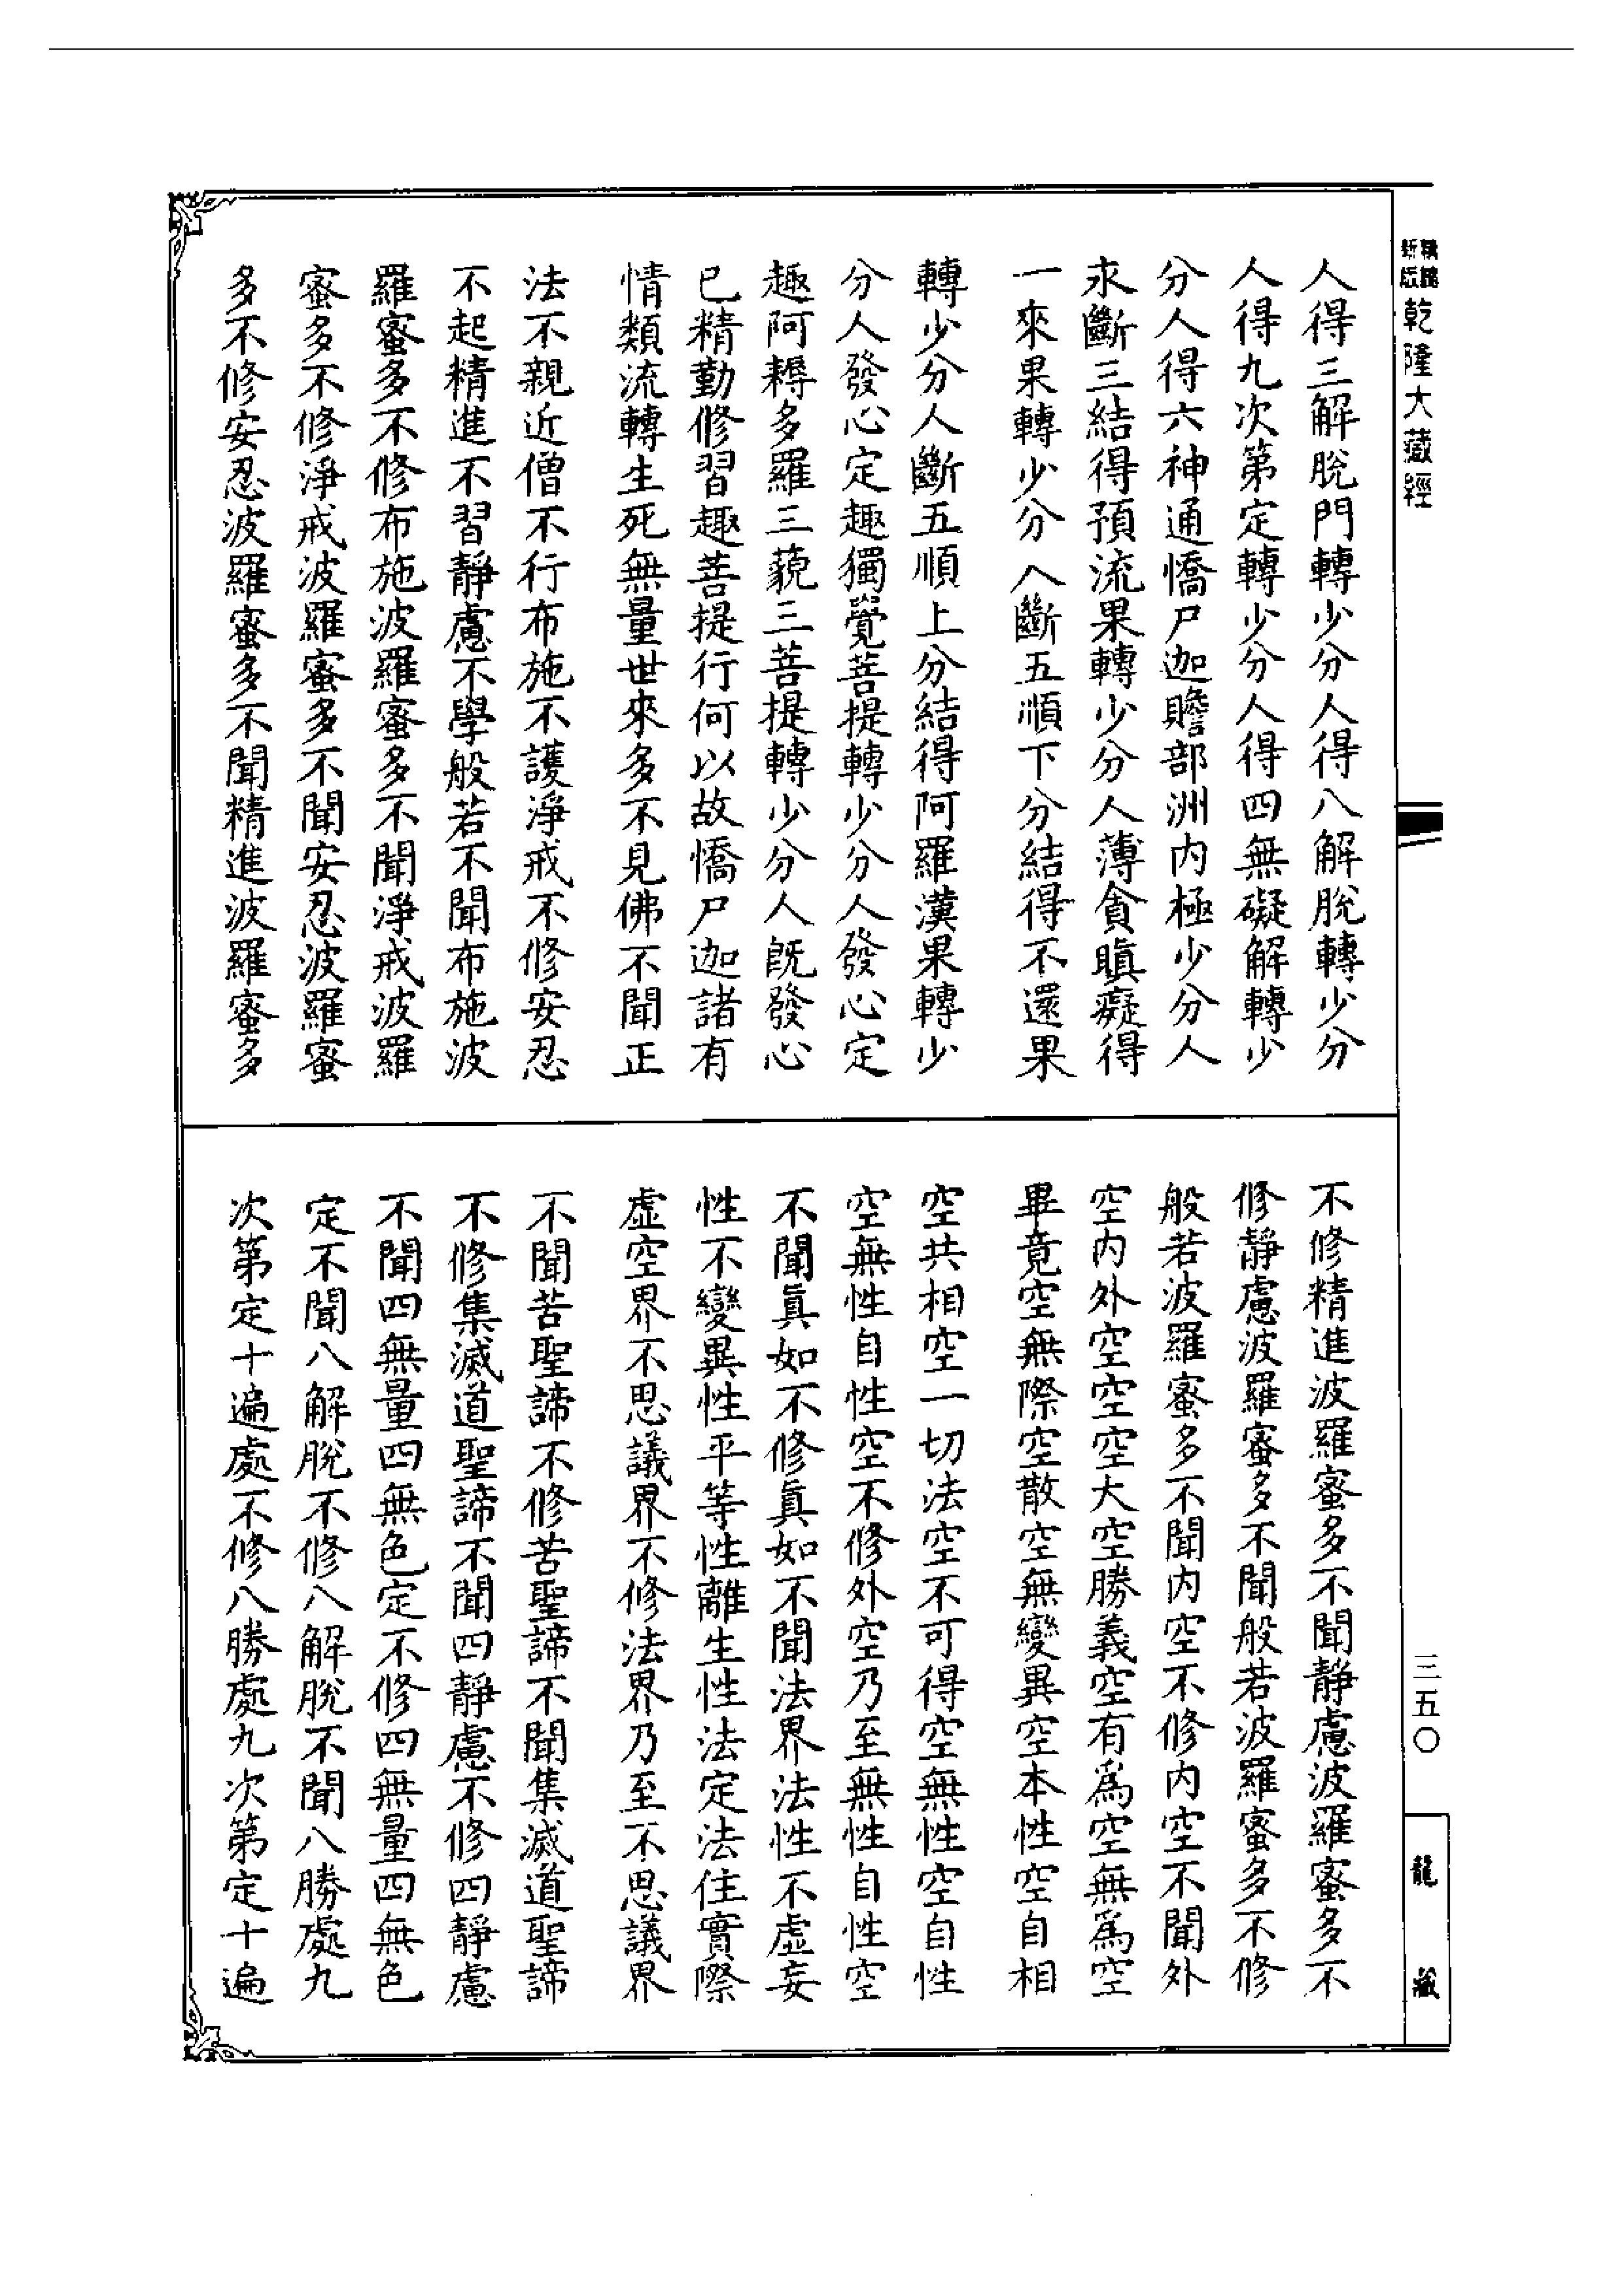 新版
精縮
乾隆大藏經
人得三解脫門轉少分人得八解脫轉少分
人得九次第定轉少分人得四無礙解轉少
分人得六神通憍尸迦贍部洲內極少分人
永斷三結得預流果轉少分人薄貪瞋癡得
一來果轉少分人斷五順下分結得不還果
轉少分人斷五順上分結得阿羅漢果轉少
分人發心定趣獨覺菩提轉少分人發心定
趣阿耨多羅三藐三菩提轉少分人既發心
已精勤修習趣菩提行何以故憍尸迦諸有
情類流轉生死無量世來多不見佛不聞正
法不親近僧不行布施不護淨戒不修安忍
不起精進不習靜慮不學般若不聞布施波
羅蜜多不修布施波羅蜜多不聞淨戒波羅
蜜多不修淨戒波羅蜜多不聞安忍波羅蜜
多不修安忍波羅蜜多不聞精進波羅蜜多
不修精進波羅蜜多不聞靜慮波羅蜜多不
修靜慮波羅蜜多不聞般若波羅蜜多不修
般若波羅蜜多不聞內空不修內空不聞外
空內外空空空大空勝義空有為空無為空
畢竟空無際空散空無變異空本性空自相
空共相空一切法空不可得空無性空自性
空無性自性空不修外空乃至無性自性空
不聞真如不修真如不聞法界法性不虛妄
性不變異性平等性離生性法定法住實際
虛空界不思議界不修法界乃至不思議界
不聞苦聖諦不修苦聖諦不聞集滅道聖諦
不修集滅道聖諦不聞四靜慮不修四靜慮
不聞四無量四無色定不修四無量四無色
定不聞八解脫不修八解脫不聞八勝處九
次第定十遍處不修八勝處九次第定十遍
三五〇
龍藏